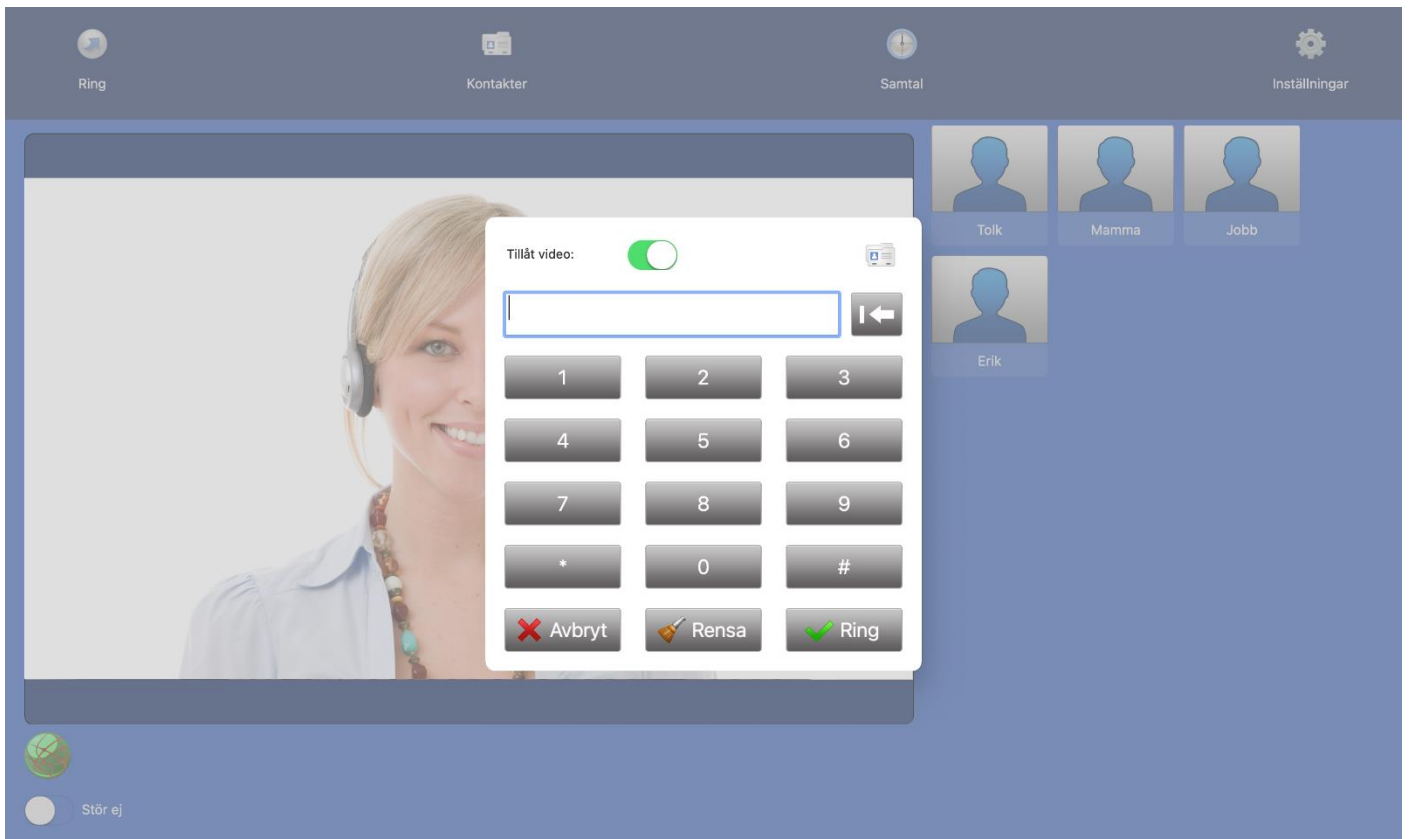 Ring
Kontakter
Samtal
Inställningar
Tolk
Mamma
Jobb
Erik
Tillåt video:
1
2
3
4
5
6
7
8
9
*
0
#
Avbryt
Rensa
Ring
Stör ej